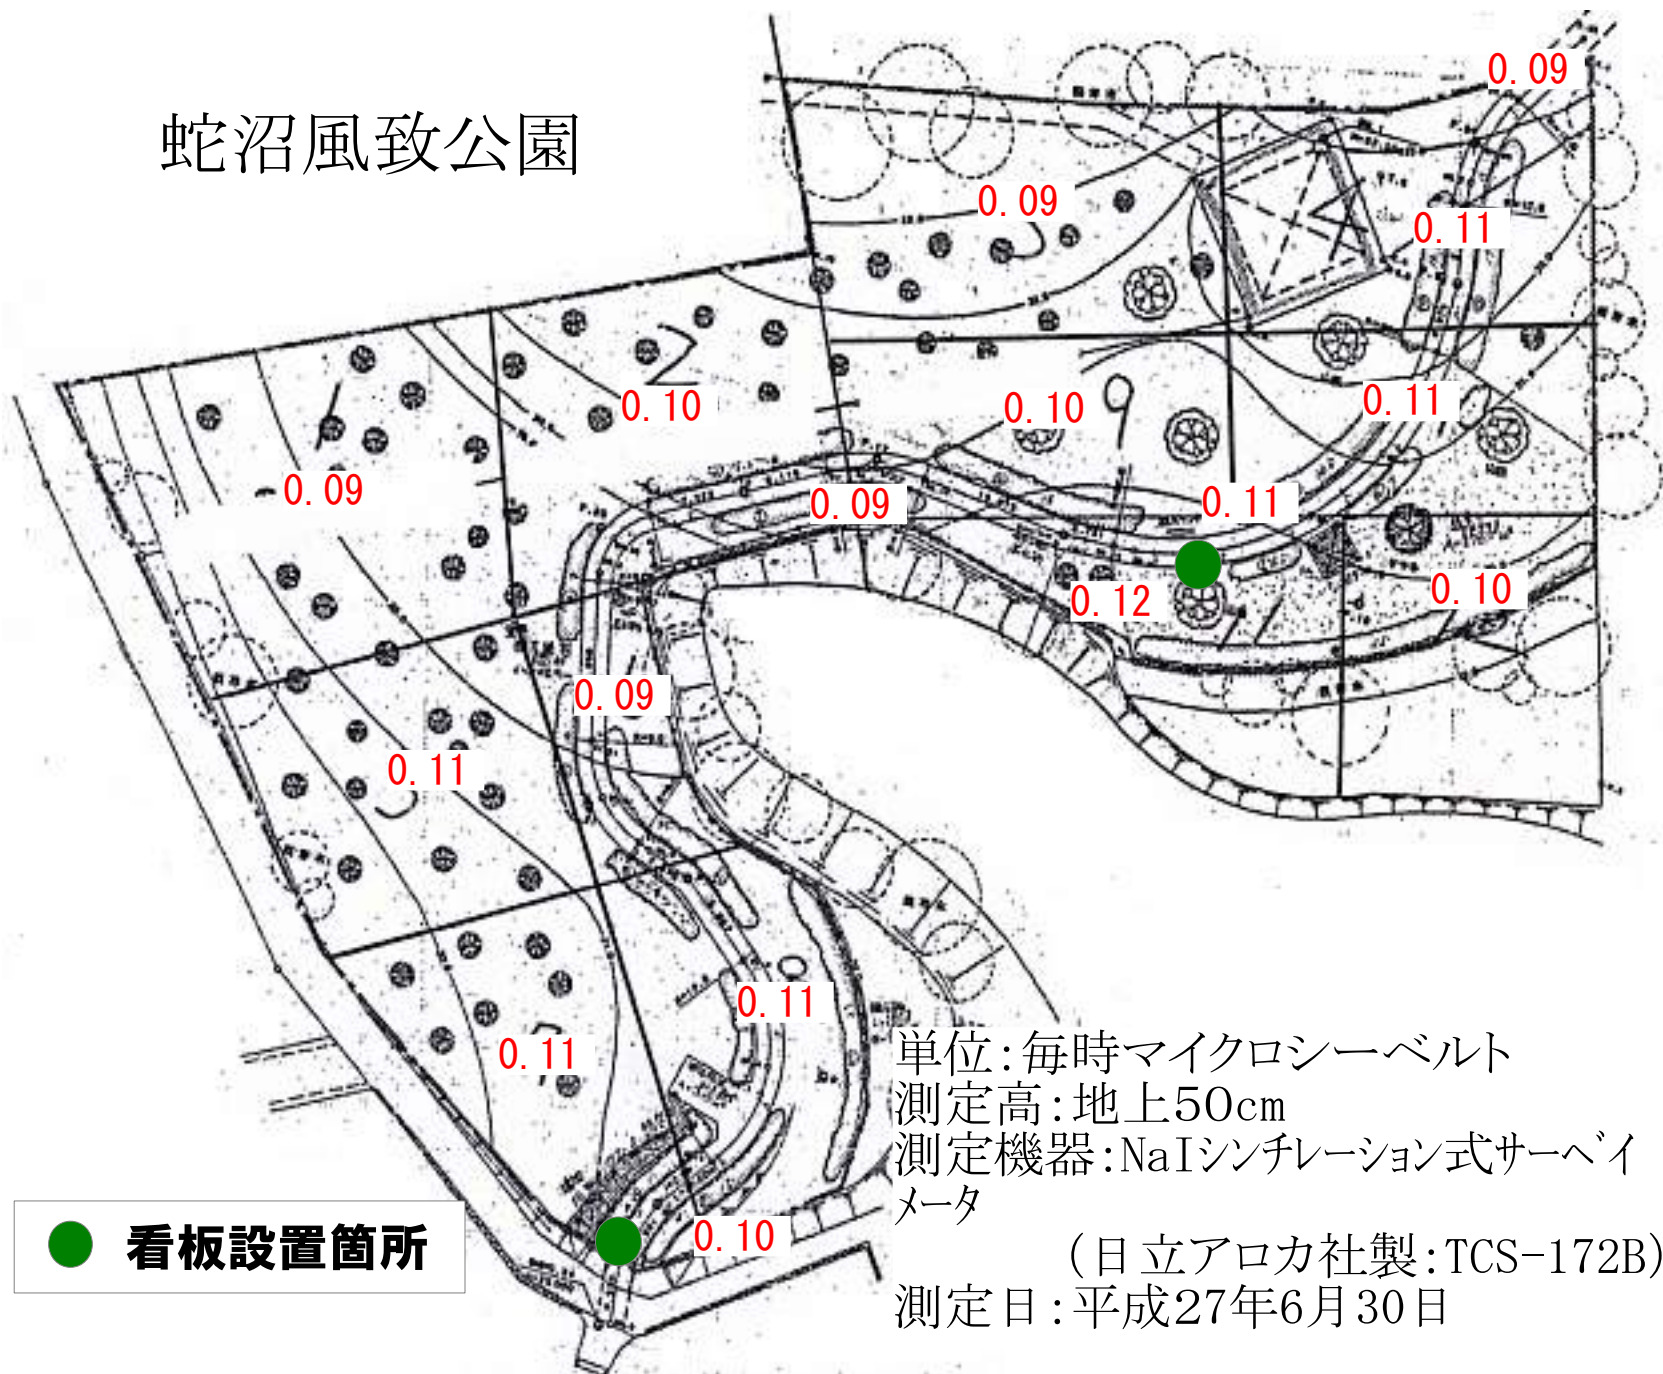 0.09
蛇沼風致公園
0.09
0.11
0.10
0.10
0.11
0.09
0.09
0.11
0.12
0.10
0.09
0.11
0.11
0.11
0.10
単位:毎時マイクロシーベルト
測定高:地上50cm
測定機器:NaIシンチレーション式サーベイ
メータ
(日立アロカ社製:TCS-172B)
測定日:平成27年6月30日
看板設置箇所